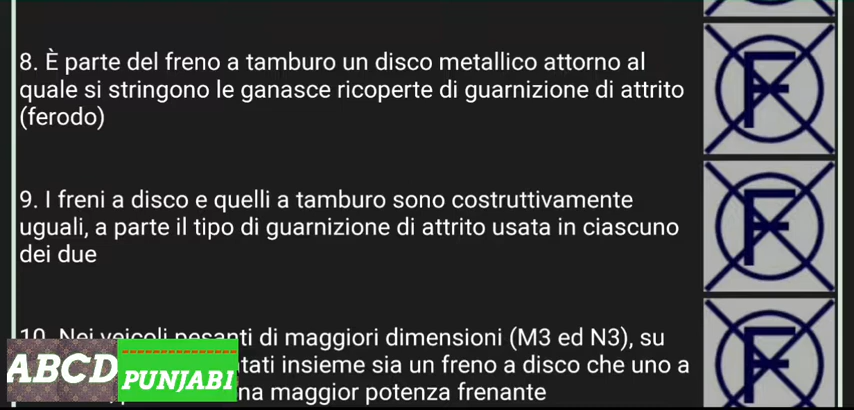 8. È parte del freno a tamburo un disco metallico attorno al
quale si stringono le ganasce ricoperte di guarnizione di attrito
(ferodo)
F
9. I freni a disco e quelli a tamburo sono costruttivamente
uguali, a parte il tipo di guarnizione di attrito usata in ciascuno
dei due
F
10. Nei veicoli pesanti di maggiori dimensioni (M3 ed N3), su
tati insieme sia un freno a disco che uno a
na maggior potenza frenante
F
ABCD PUNJABI